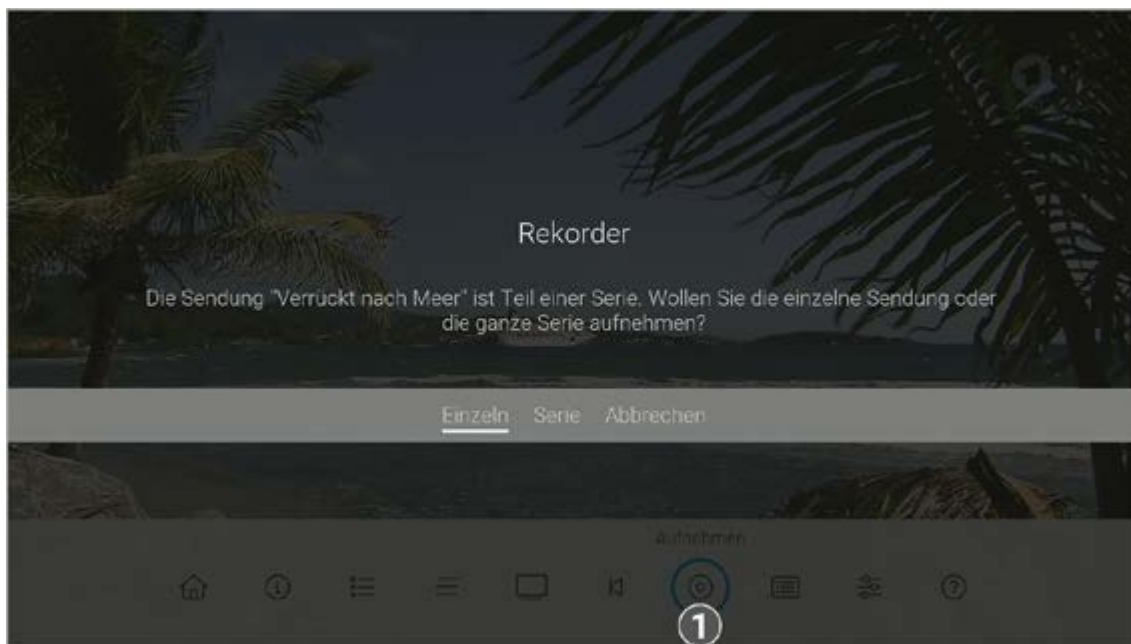 Rekorder
Die Sendung "Verrückt nach Meer" ist Teil einer Serie. Wollen Sie die einzelne Sendung oder
die ganze Serie aufnehmen?
Einzeln Serie Abbrechen
Aufnehmen
1